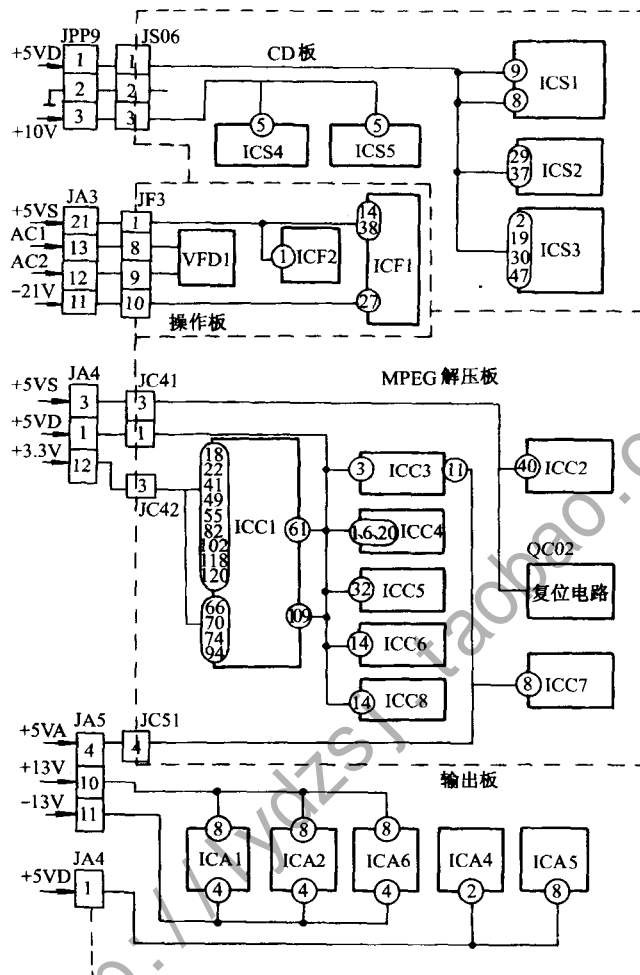 JPP9 JS06
CD板
+5VD 1 1
2 2
+10V 3 3
9
8
ICS1
5 5
ICS4 ICS5
29
37
ICS2
2
19
30
47
ICS3
JA3 JF3
+5VS 21 1
AC1 13 8
AC2 12 9
-21V 11 10
VFD1
1 ICF2
14
38
ICF1
27
操作板
MPEG解压板
JA4 JC41
+5VS 3 3
+5VD 1 1
+3.3V 12
3
JC42
18
22
41
49
55
82
102
118
120
ICC1
61
66
70
74
94
109
3 ICC3 11
1.6.20 ICC4
32 ICC5
14 ICC6
14 ICC8
40 ICC2
QC02
复位电路
8 ICC7
JA5 JC51
+5VA 4 4
+13V 10
-13V 11
输出板
8 8 8
ICA1 ICA2 ICA6 ICA4 ICA5
4 4 4 2 8
JA4
+5VD 1
p://lydzsj.taobao.c